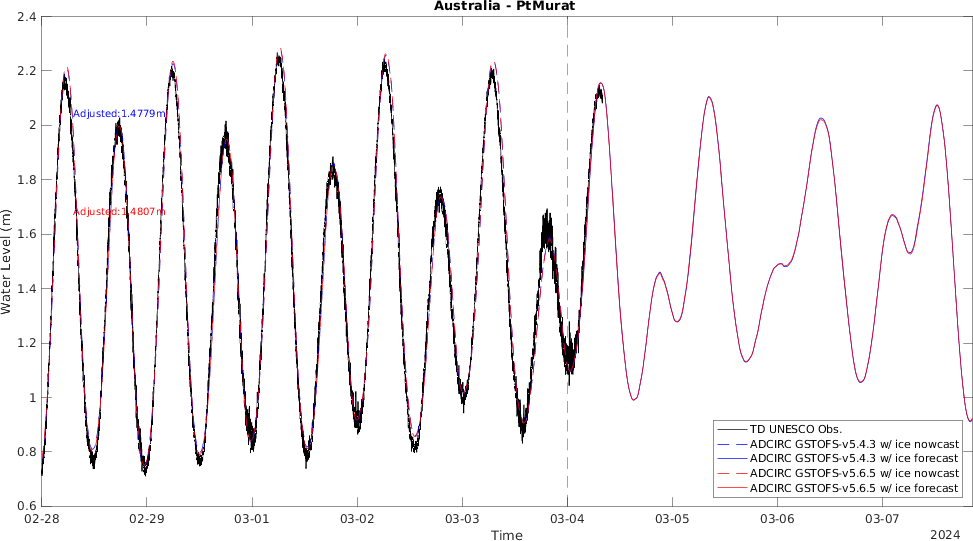 Australia - PtMurat
2.4
2.2
2
1.8
1.6
1.4
1.2
1
0.8
0.6
Water Level (m)
Adjusted:1.4779m
Adjusted:1.4807m
TD UNESCO Obs.
ADCIRC GSTOFS-v5.4.3 w/ ice nowcast
ADCIRC GSTOFS-v5.4.3 w/ ice forecast
ADCIRC GSTOFS-v5.6.5 w/ ice nowcast
ADCIRC GSTOFS-v5.6.5 w/ ice forecast
02-28 02-29 03-01 03-02 03-03 03-04 03-05 03-06 03-07
Time
2024